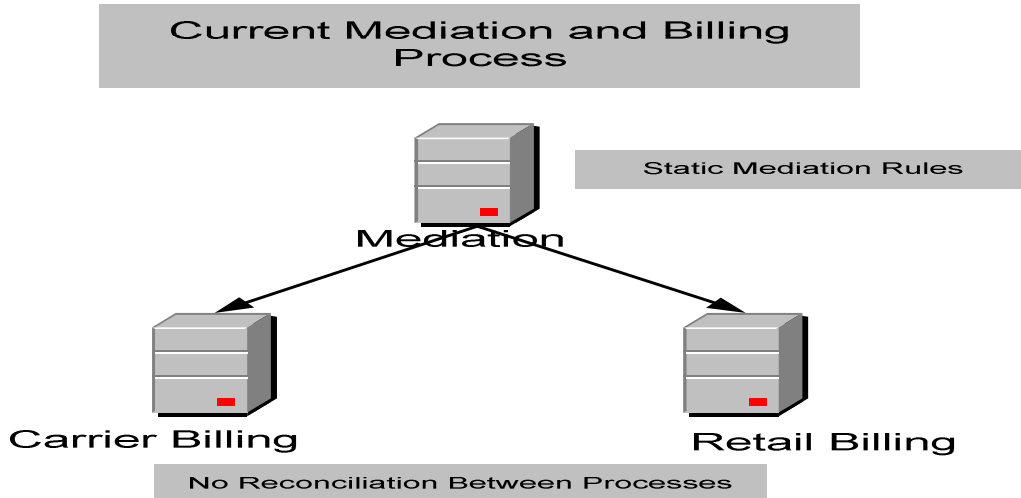 Current Mediation and Billing
Process
Static Mediation Rules
Mediation
Carrier Billing
Retail Billing
No Reconciliation Between Processes